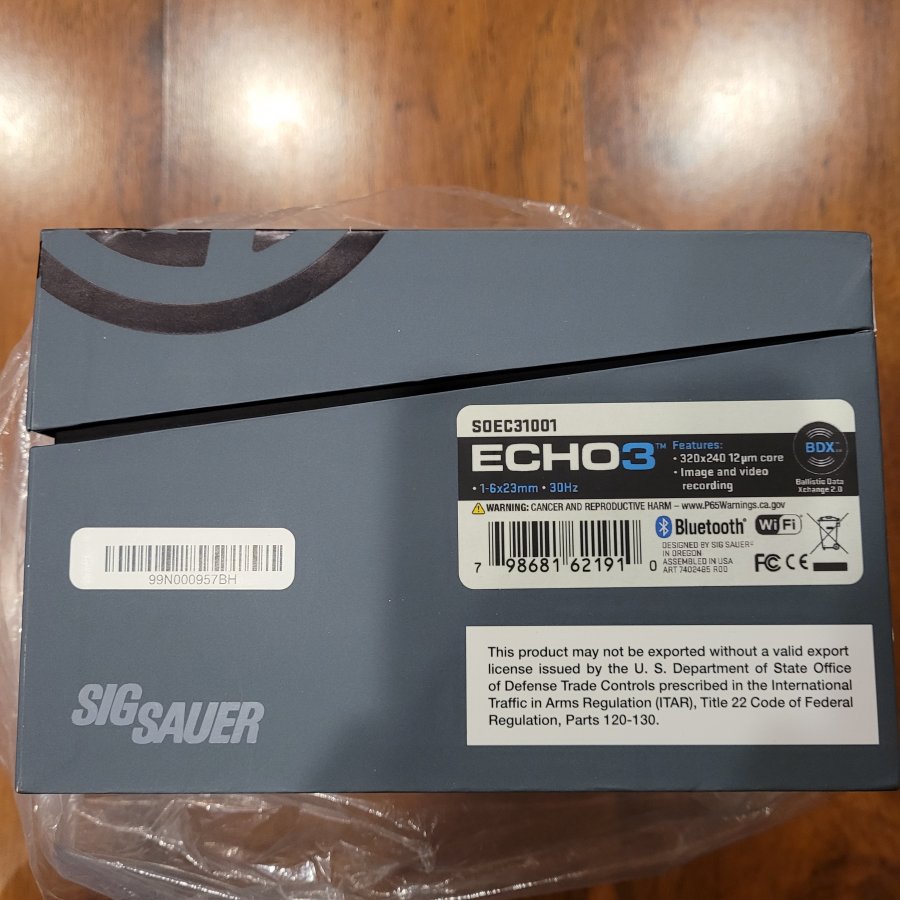 SOEC31001
ECHO3™
• 1-6x23mm • 30Hz
Features:
• 320x240 12µm core
• Image and video
recording
BDX™
Ballistic Data
Xchange 2.0
WARNING: CANCER AND REPRODUCTIVE HARM – www.P65Warnings.ca.gov
7 98681 62191 0
Bluetooth®
WiFi
DESIGNED BY SIG SAUER®
IN OREGON
ASSEMBLED IN USA
ART 7402485 R00
FC CE
99N000957BH
SIG SAUER
This product may not be exported without a valid export
license issued by the U. S. Department of State Office
of Defense Trade Controls prescribed in the International
Traffic in Arms Regulation (ITAR), Title 22 Code of Federal
Regulation, Parts 120-130.